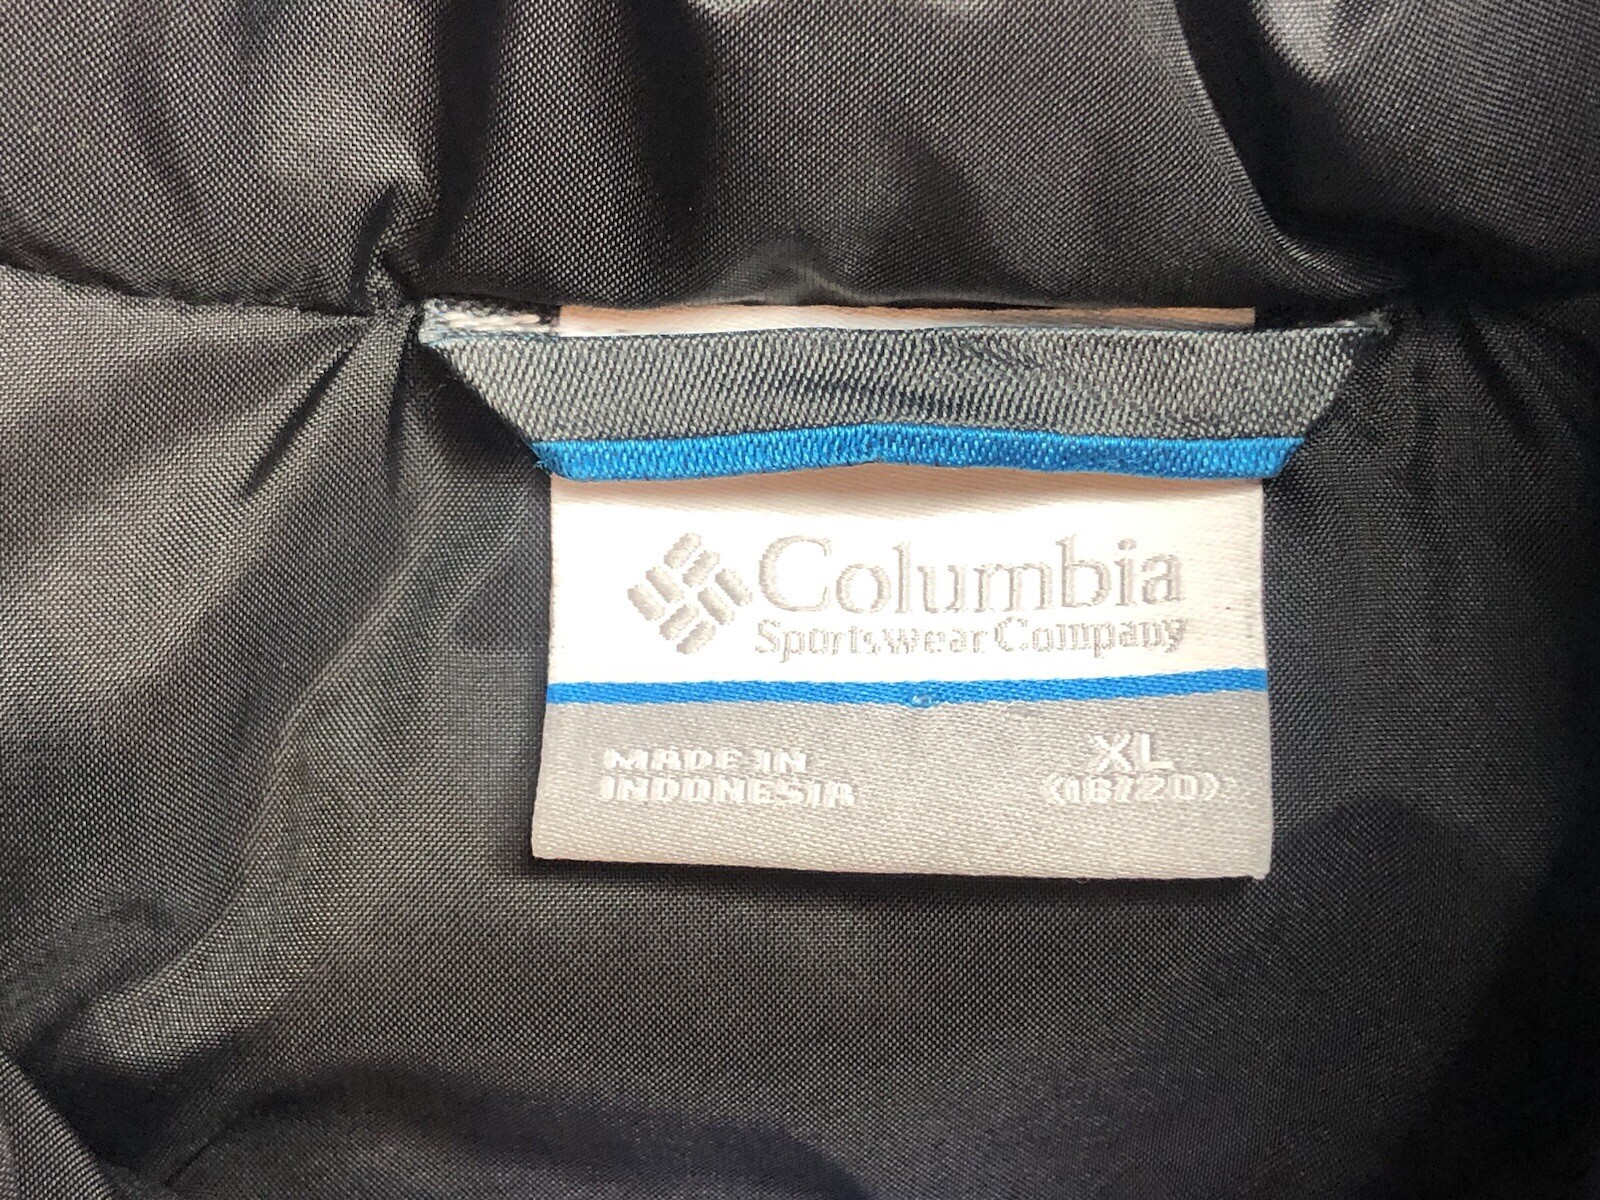 Columbia
Sportswear Company
MADE IN
INDONESIA
XL
(18/20)